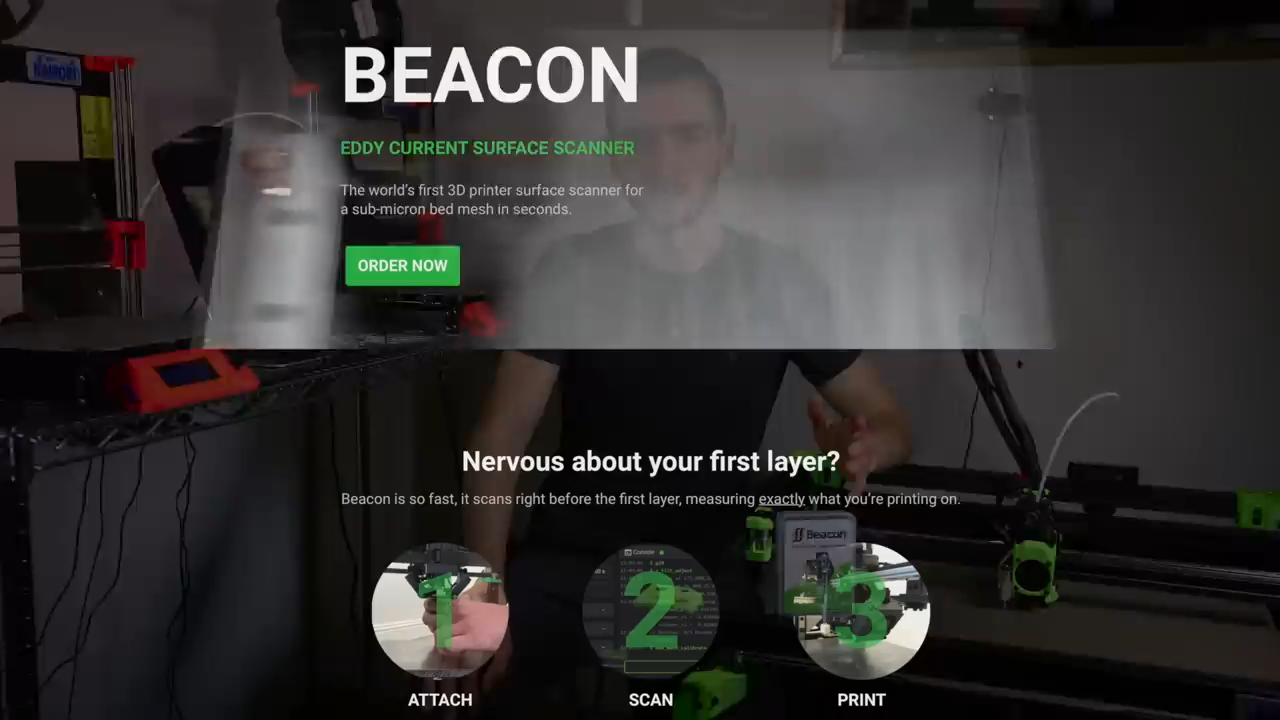 BEACON
EDDY CURRENT SURFACE SCANNER
The world's first 3D printer surface scanner for
a sub-micron bed mesh in seconds.
ORDER NOW
Nervous about your first layer?
Beacon is so fast, it scans right before the first layer, measuring exactly what you're printing on.
Beacon
Console
1
2
3
ATTACH
SCAN
PRINT